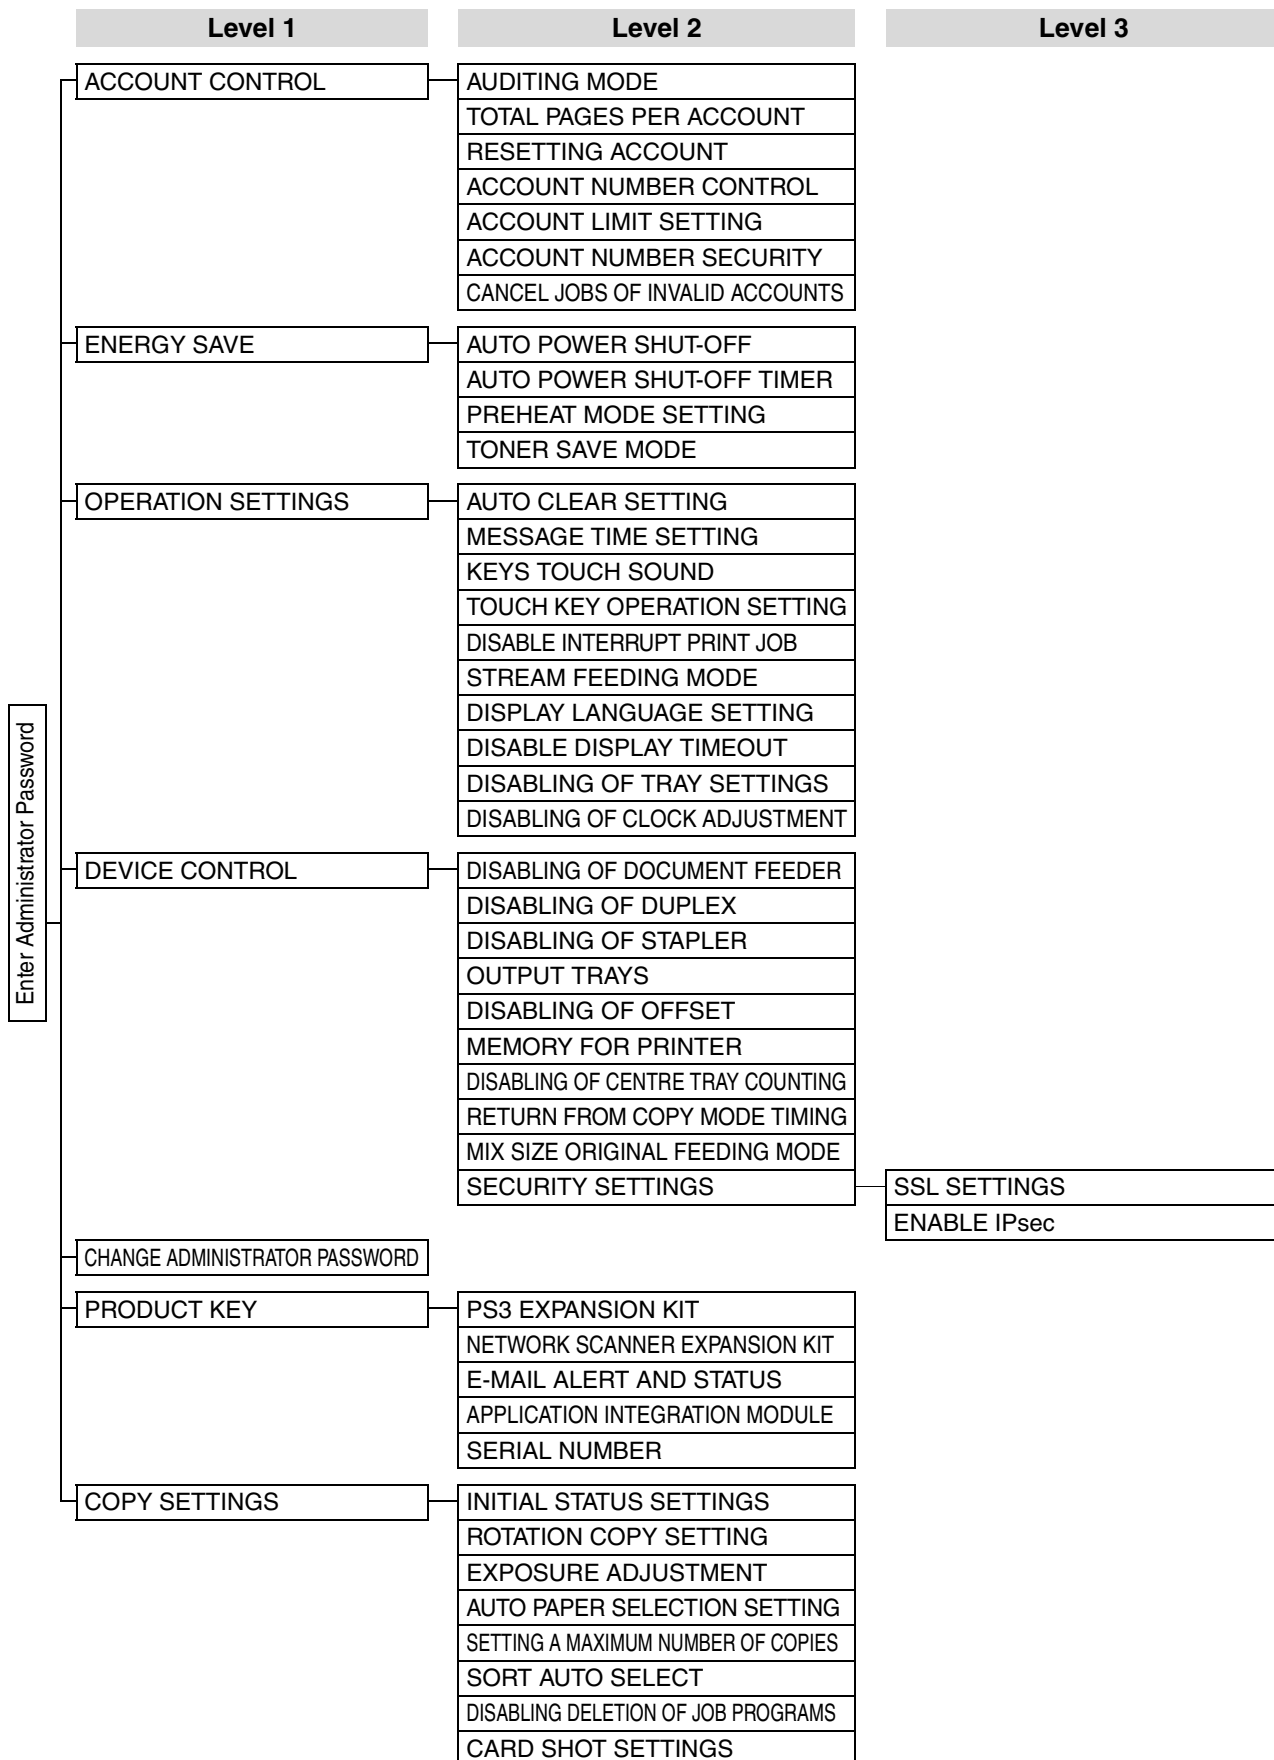 Level 1
Level 2
Level 3
Enter Administrator Password
ACCOUNT CONTROL
AUDITING MODE
TOTAL PAGES PER ACCOUNT
RESETTING ACCOUNT
ACCOUNT NUMBER CONTROL
ACCOUNT LIMIT SETTING
ACCOUNT NUMBER SECURITY
CANCEL JOBS OF INVALID ACCOUNTS
ENERGY SAVE
AUTO POWER SHUT-OFF
AUTO POWER SHUT-OFF TIMER
PREHEAT MODE SETTING
TONER SAVE MODE
OPERATION SETTINGS
AUTO CLEAR SETTING
MESSAGE TIME SETTING
KEYS TOUCH SOUND
TOUCH KEY OPERATION SETTING
DISABLE INTERRUPT PRINT JOB
STREAM FEEDING MODE
DISPLAY LANGUAGE SETTING
DISABLE DISPLAY TIMEOUT
DISABLING OF TRAY SETTINGS
DISABLING OF CLOCK ADJUSTMENT
DEVICE CONTROL
DISABLING OF DOCUMENT FEEDER
DISABLING OF DUPLEX
DISABLING OF STAPLER
OUTPUT TRAYS
DISABLING OF OFFSET
MEMORY FOR PRINTER
DISABLING OF CENTRE TRAY COUNTING
RETURN FROM COPY MODE TIMING
MIX SIZE ORIGINAL FEEDING MODE
SECURITY SETTINGS
SSL SETTINGS
ENABLE IPsec
CHANGE ADMINISTRATOR PASSWORD
PRODUCT KEY
PS3 EXPANSION KIT
NETWORK SCANNER EXPANSION KIT
E-MAIL ALERT AND STATUS
APPLICATION INTEGRATION MODULE
SERIAL NUMBER
COPY SETTINGS
INITIAL STATUS SETTINGS
ROTATION COPY SETTING
EXPOSURE ADJUSTMENT
AUTO PAPER SELECTION SETTING
SETTING A MAXIMUM NUMBER OF COPIES
SORT AUTO SELECT
DISABLING DELETION OF JOB PROGRAMS
CARD SHOT SETTINGS